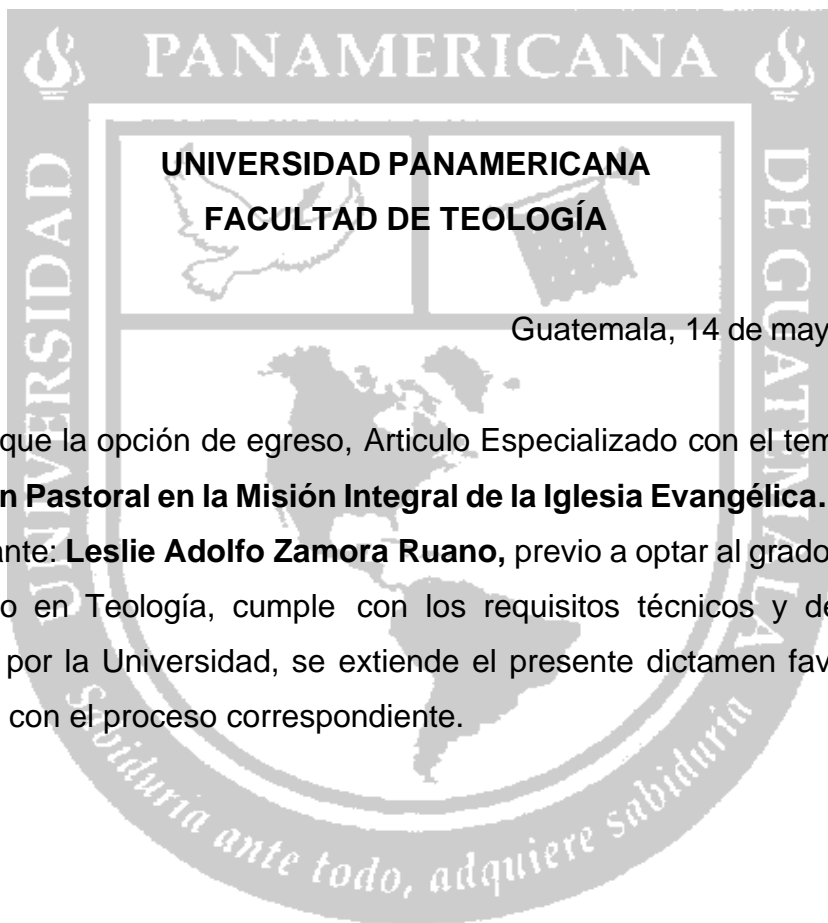 PANAMERICANA
UNIVERSIDAD
DE GUATEMALA
UNIVERSIDAD PANAMERICANA
FACULTAD DE TEOLOGÍA
Guatemala, 14 de may
que la opción de egreso, Articulo Especializado con el tem
n Pastoral en la Misión Integral de la Iglesia Evangélica.
ante: Leslie Adolfo Zamora Ruano, previo a optar al grado
o en Teología, cumple con los requisitos técnicos y de
por la Universidad, se extiende el presente dictamen fav
con el proceso correspondiente.
Sabiduría ante todo, adquiere sabiduría